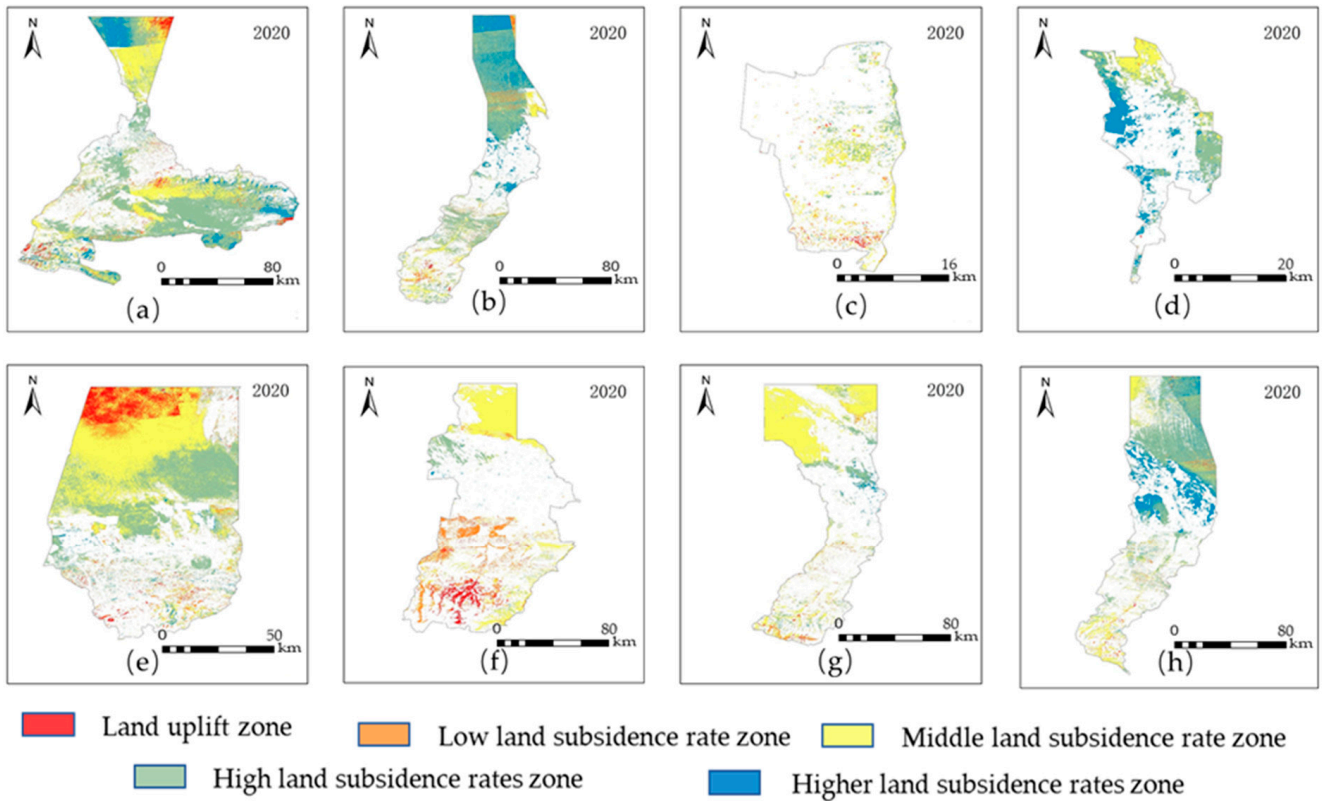 N 2020 0 80 km (a)
N 2020 0 80 km (b)
N 2020 0 16 km (c)
N 2020 0 20 km (d)
N 2020 0 50 km (e)
N 2020 0 80 km (f)
N 2020 0 80 km (g)
N 2020 0 80 km (h)
Land uplift zone
Low land subsidence rate zone
Middle land subsidence rate zone
High land subsidence rates zone
Higher land subsidence rates zone